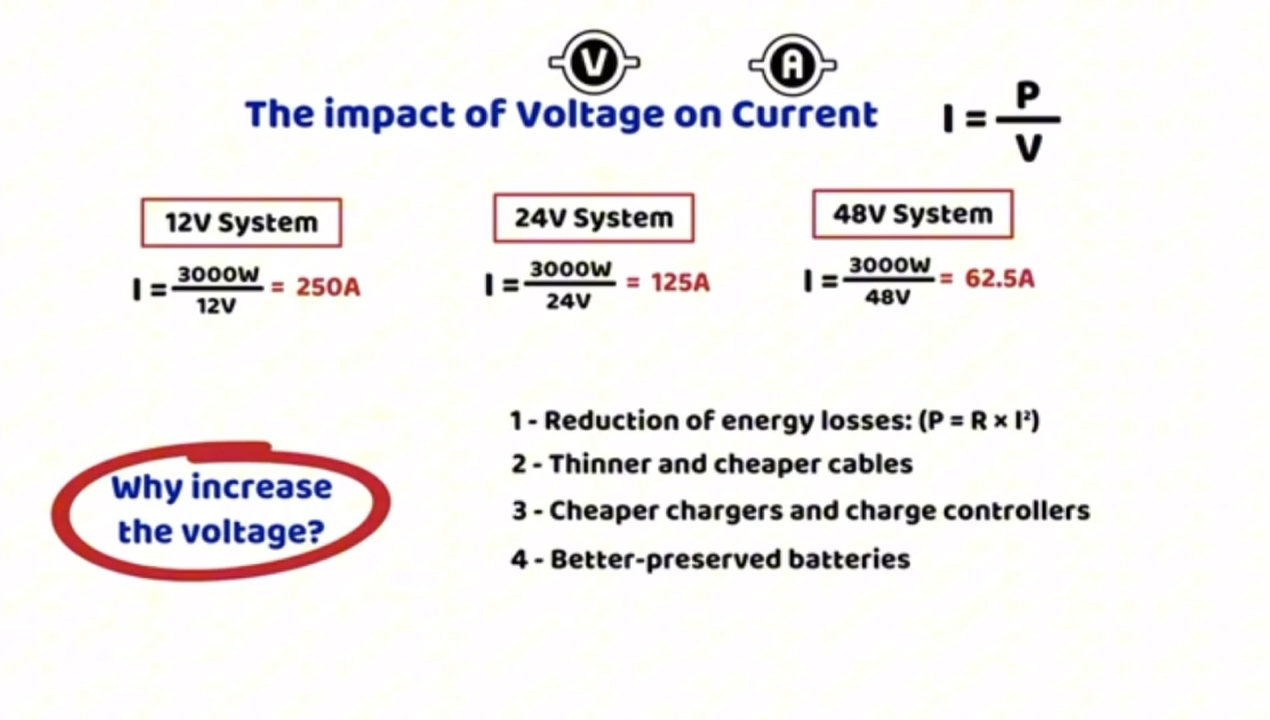 V A
The impact of Voltage on Current
I = P / V
12V System
24V System
48V System
I = 3000W / 12V = 250A
I = 3000W / 24V = 125A
I = 3000W / 48V = 62.5A
Why increase
the voltage?
1 - Reduction of energy losses: (P = R × I²)
2 - Thinner and cheaper cables
3 - Cheaper chargers and charge controllers
4 - Better-preserved batteries